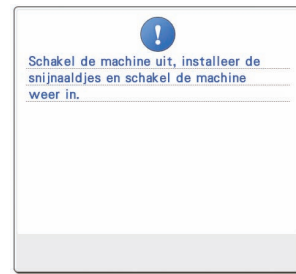 Schakel de machine uit, installeer de
snijnaaldjes en schakel de machine
weer in.